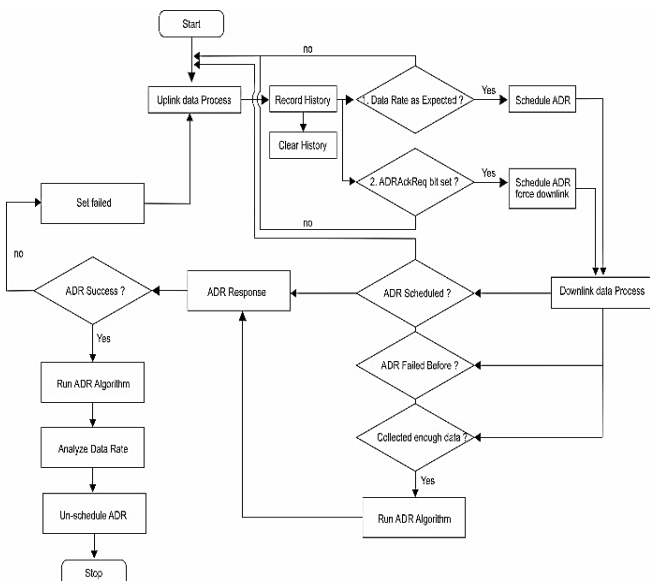 Start
no
Uplink data Process
Record History
1. Data Rate as Expected ?
Yes
Schedule ADR
Clear History
2. ADRAckReq bit set ?
Yes
Schedule ADR
force downlink
Set failed
no
no
ADR Success ?
ADR Response
ADR Scheduled ?
Downlink data Process
Yes
Run ADR Algorithm
ADR Failed Before ?
Analyze Data Rate
Collected enough data ?
Yes
Un-schedule ADR
Run ADR Algorithm
Stop